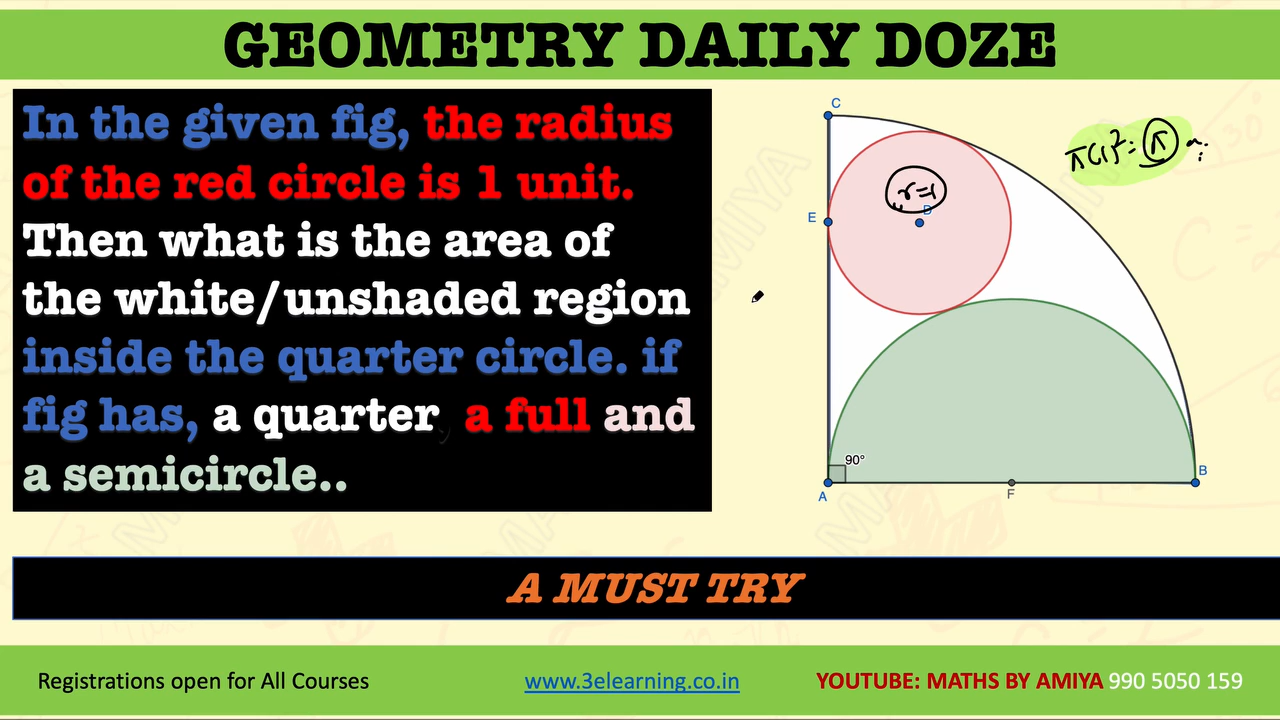 GEOMETRY DAILY DOZE
In the given fig, the radius
of the red circle is 1 unit.
Then what is the area of
the white/unshaded region
inside the quarter circle. if
fig has, a quarter, a full and
a semicircle..
C
π(1)²=π
r=1
E
D
90°
A
F
B
A MUST TRY
Registrations open for All Courses
www.3elearning.co.in
YOUTUBE: MATHS BY AMIYA 990 5050 159